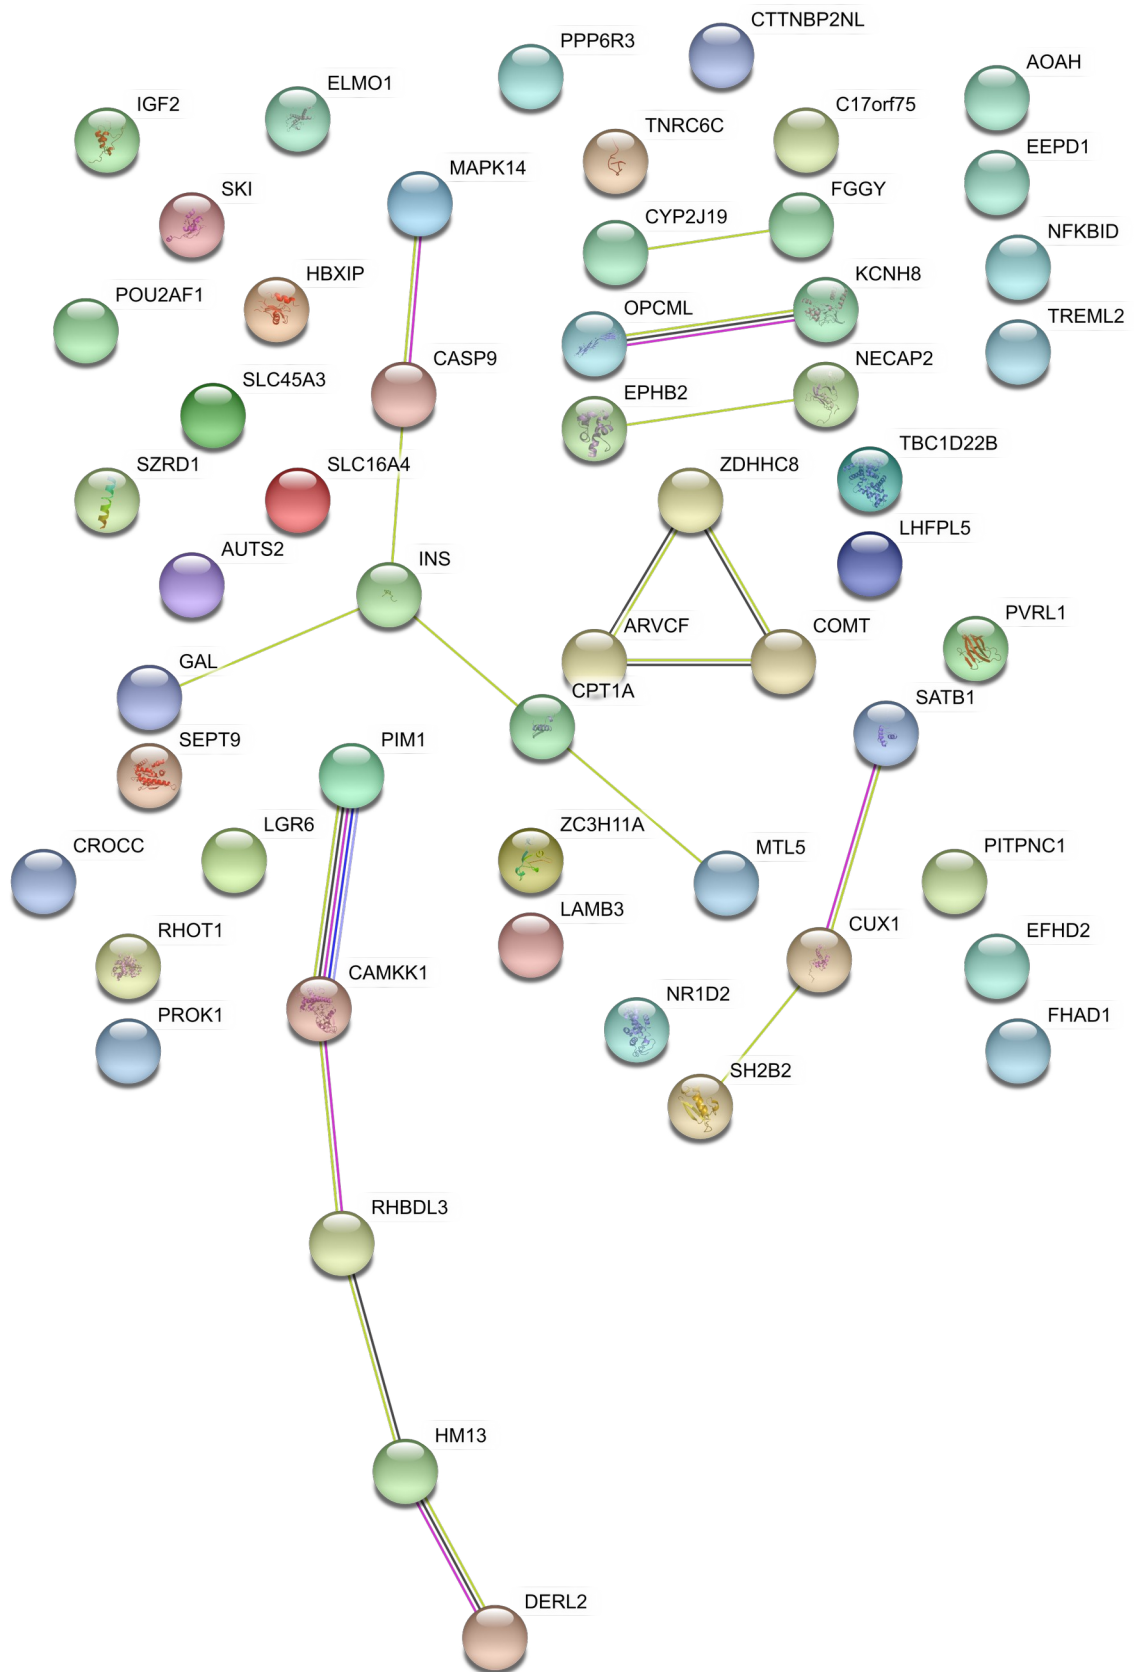 CTTNBP2NL
PPP6R3
AOAH
ELMO1
IGF2
C17orf75
TNRC6C
EEPD1
MAPK14
SKI
FGGY
CYP2J19
NFKBID
HBXIP
KCNH8
POU2AF1
OPCML
TREML2
CASP9
SLC45A3
NECAP2
EPHB2
TBC1D22B
SZRD1
SLC16A4
ZDHHC8
LHFPL5
AUTS2
INS
ARVCF
COMT
PVRL1
GAL
CPT1A
SATB1
SEPT9
PIM1
LGR6
ZC3H11A
CROCC
MTL5
PITPNC1
LAMB3
RHOT1
CUX1
EFHD2
CAMKK1
NR1D2
PROK1
FHAD1
SH2B2
RHBDL3
HM13
DERL2